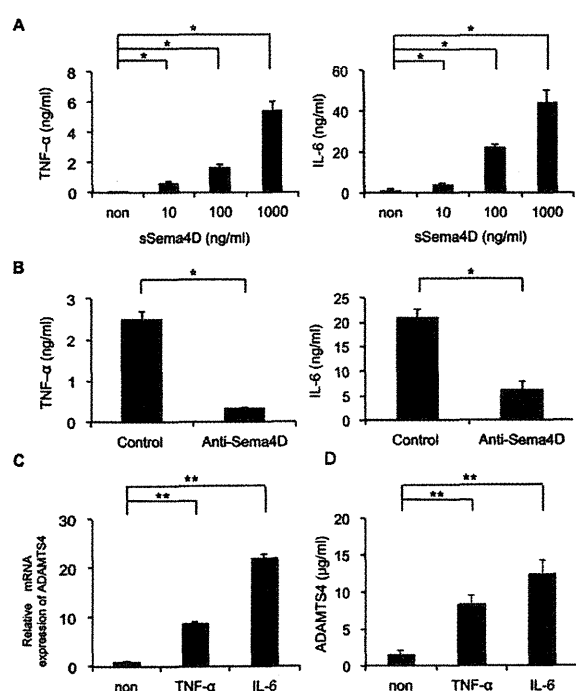 A
TNF-α (ng/ml)
8
6
4
2
0
*
*
*
non 10 100 1000
sSema4D (ng/ml)
IL-6 (ng/ml)
60
40
20
0
*
*
*
non 10 100 1000
sSema4D (ng/ml)
B
TNF-α (ng/ml)
3
2
1
0
*
Control Anti-Sema4D
IL-6 (ng/ml)
25
20
15
10
5
0
*
Control Anti-Sema4D
C
Relative mRNA
expression of ADAMTS4
30
20
10
0
**
**
non TNF-α IL-6
D
ADAMTS4 (μg/ml)
20
15
10
5
0
**
**
non TNF-α IL-6